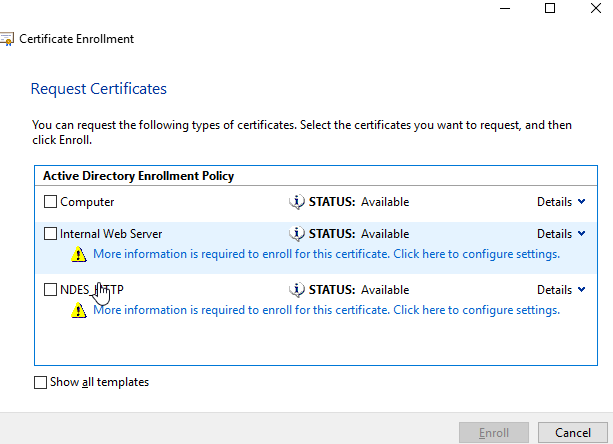 Certificate Enrollment
Request Certificates
You can request the following types of certificates. Select the certificates you want to request, and then
click Enroll.
Active Directory Enrollment Policy
Computer STATUS: Available Details
Internal Web Server STATUS: Available Details
More information is required to enroll for this certificate. Click here to configure settings.
NDES_HTTP STATUS: Available Details
More information is required to enroll for this certificate. Click here to configure settings.
Show all templates
Enroll Cancel